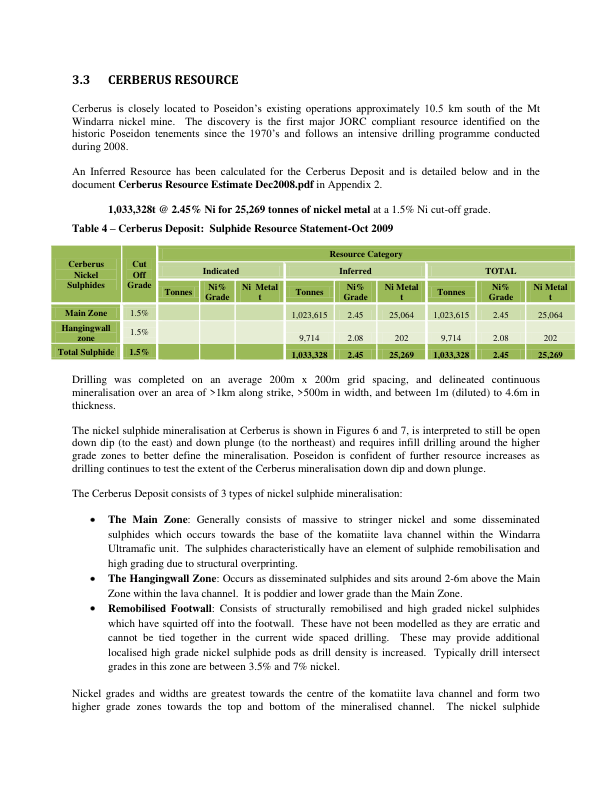 3.3 CERBERUS RESOURCE
Cerberus is closely located to Poseidon's existing operations approximately 10.5 km south of the Mt
Windarra nickel mine. The discovery is the first major JORC compliant resource identified on the
historic Poseidon tenements since the 1970's and follows an intensive drilling programme conducted
during 2008.
An Inferred Resource has been calculated for the Cerberus Deposit and is detailed below and in the
document Cerberus Resource Estimate Dec2008.pdf in Appendix 2.
1,033,328t @ 2.45% Ni for 25,269 tonnes of nickel metal at a 1.5% Ni cut-off grade.
Table 4 – Cerberus Deposit: Sulphide Resource Statement-Oct 2009
Cerberus Nickel Sulphides Cut Off Grade Resource Category
Indicated Inferred TOTAL
Tonnes Ni% Grade Ni Metal t Tonnes Ni% Grade Ni Metal t Tonnes Ni% Grade Ni Metal t
Main Zone 1.5% 1,023,615 2.45 25,064 1,023,615 2.45 25,064
Hangingwall zone 1.5% 9,714 2.08 202 9,714 2.08 202
Total Sulphide 1.5% 1,033,328 2.45 25,269 1,033,328 2.45 25,269
Drilling was completed on an average 200m x 200m grid spacing, and delineated continuous
mineralisation over an area of >1km along strike, >500m in width, and between 1m (diluted) to 4.6m in
thickness.
The nickel sulphide mineralisation at Cerberus is shown in Figures 6 and 7, is interpreted to still be open
down dip (to the east) and down plunge (to the northeast) and requires infill drilling around the higher
grade zones to better define the mineralisation. Poseidon is confident of further resource increases as
drilling continues to test the extent of the Cerberus mineralisation down dip and down plunge.
The Cerberus Deposit consists of 3 types of nickel sulphide mineralisation:
• The Main Zone: Generally consists of massive to stringer nickel and some disseminated
sulphides which occurs towards the base of the komatiite lava channel within the Windarra
Ultramafic unit. The sulphides characteristically have an element of sulphide remobilisation and
high grading due to structural overprinting.
• The Hangingwall Zone: Occurs as disseminated sulphides and sits around 2-6m above the Main
Zone within the lava channel. It is poddier and lower grade than the Main Zone.
• Remobilised Footwall: Consists of structurally remobilised and high graded nickel sulphides
which have squirted off into the footwall. These have not been modelled as they are erratic and
cannot be tied together in the current wide spaced drilling. These may provide additional
localised high grade nickel sulphide pods as drill density is increased. Typically drill intersect
grades in this zone are between 3.5% and 7% nickel.
Nickel grades and widths are greatest towards the centre of the komatiite lava channel and form two
higher grade zones towards the top and bottom of the mineralised channel. The nickel sulphide